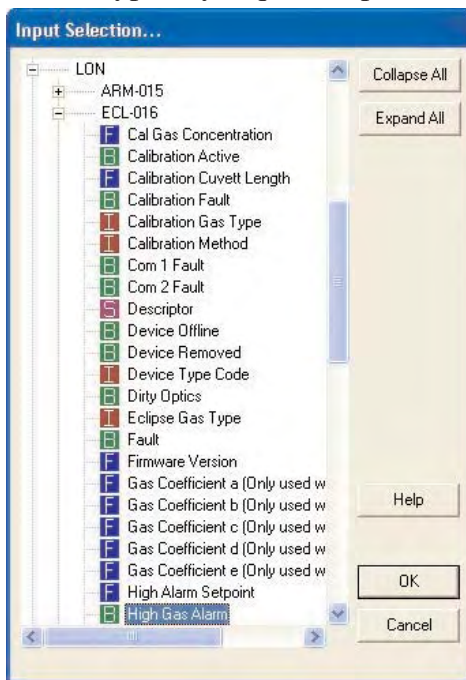 Input Selection...
LON
ARM-015
ECL-016
F Cal Gas Concentration
B Calibration Active
F Calibration Cuvett Length
B Calibration Fault
I Calibration Gas Type
I Calibration Method
B Com 1 Fault
B Com 2 Fault
S Descriptor
B Device Offline
B Device Removed
I Device Type Code
B Dirty Optics
I Eclipse Gas Type
B Fault
F Firmware Version
F Gas Coefficient a (Only used w
F Gas Coefficient b (Only used w
F Gas Coefficient c (Only used w
F Gas Coefficient d (Only used w
F Gas Coefficient e (Only used w
F High Alarm Setpoint
B High Gas Alarm
Collapse All
Expand All
Help
OK
Cancel